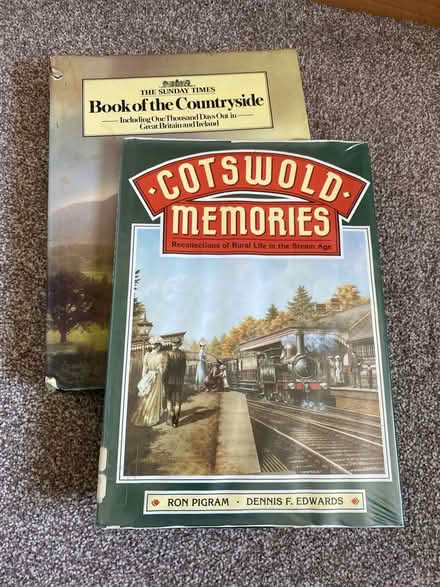 THE SUNDAY TIMES
Book of the Countryside
Including One Thousand Days Out in
Great Britain and Ireland
COTSWOLD
MEMORIES
Recollections of Rural Life in the Steam Age
RON PIGRAM · DENNIS F. EDWARDS